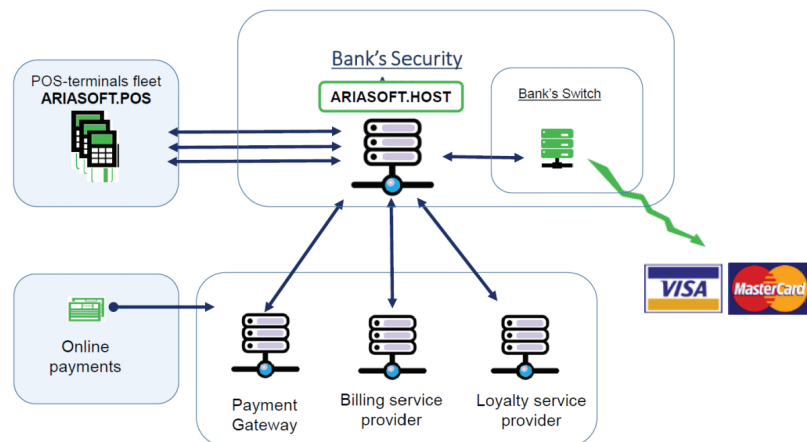 Bank's Security
ARIASOFT.HOST
POS-terminals fleet
ARIASOFT.POS
Bank's Switch
VISA
MasterCard
Online
payments
Payment
Gateway
Billing service
provider
Loyalty service
provider